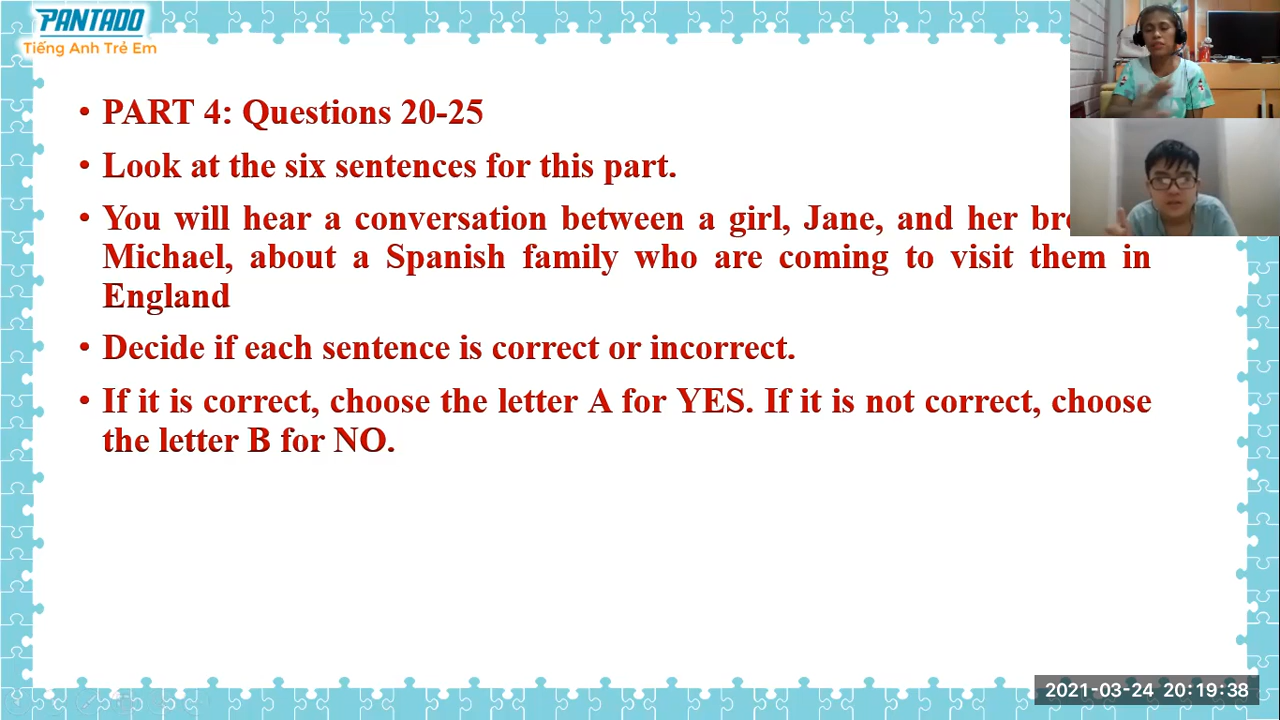 PANTADO
Tiếng Anh Trẻ Em
• PART 4: Questions 20-25
• Look at the six sentences for this part.
• You will hear a conversation between a girl, Jane, and her
Michael, about a Spanish family who are coming to visit them in
England
• Decide if each sentence is correct or incorrect.
• If it is correct, choose the letter A for YES. If it is not correct, choose
the letter B for NO.
2021-03-24 20:19:38